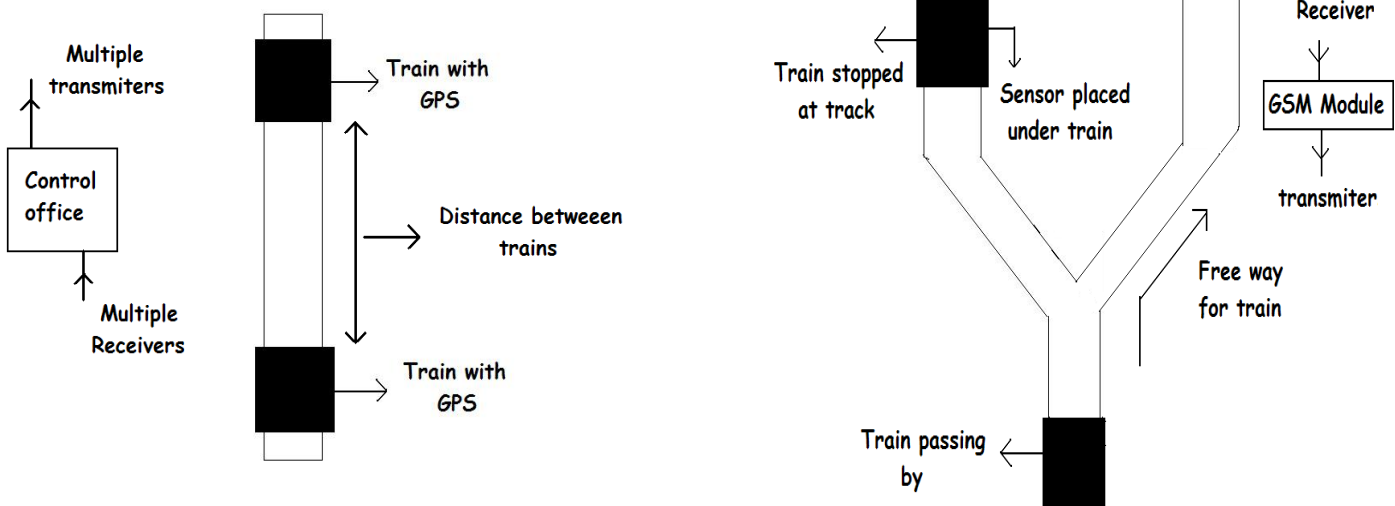 Multiple
transmiters
Control
office
Multiple
Receivers
Train with
GPS
Distance betweeen
trains
Train with
GPS
Train stopped
at track
Sensor placed
under train
Receiver
GSM Module
transmiter
Free way
for train
Train passing
by